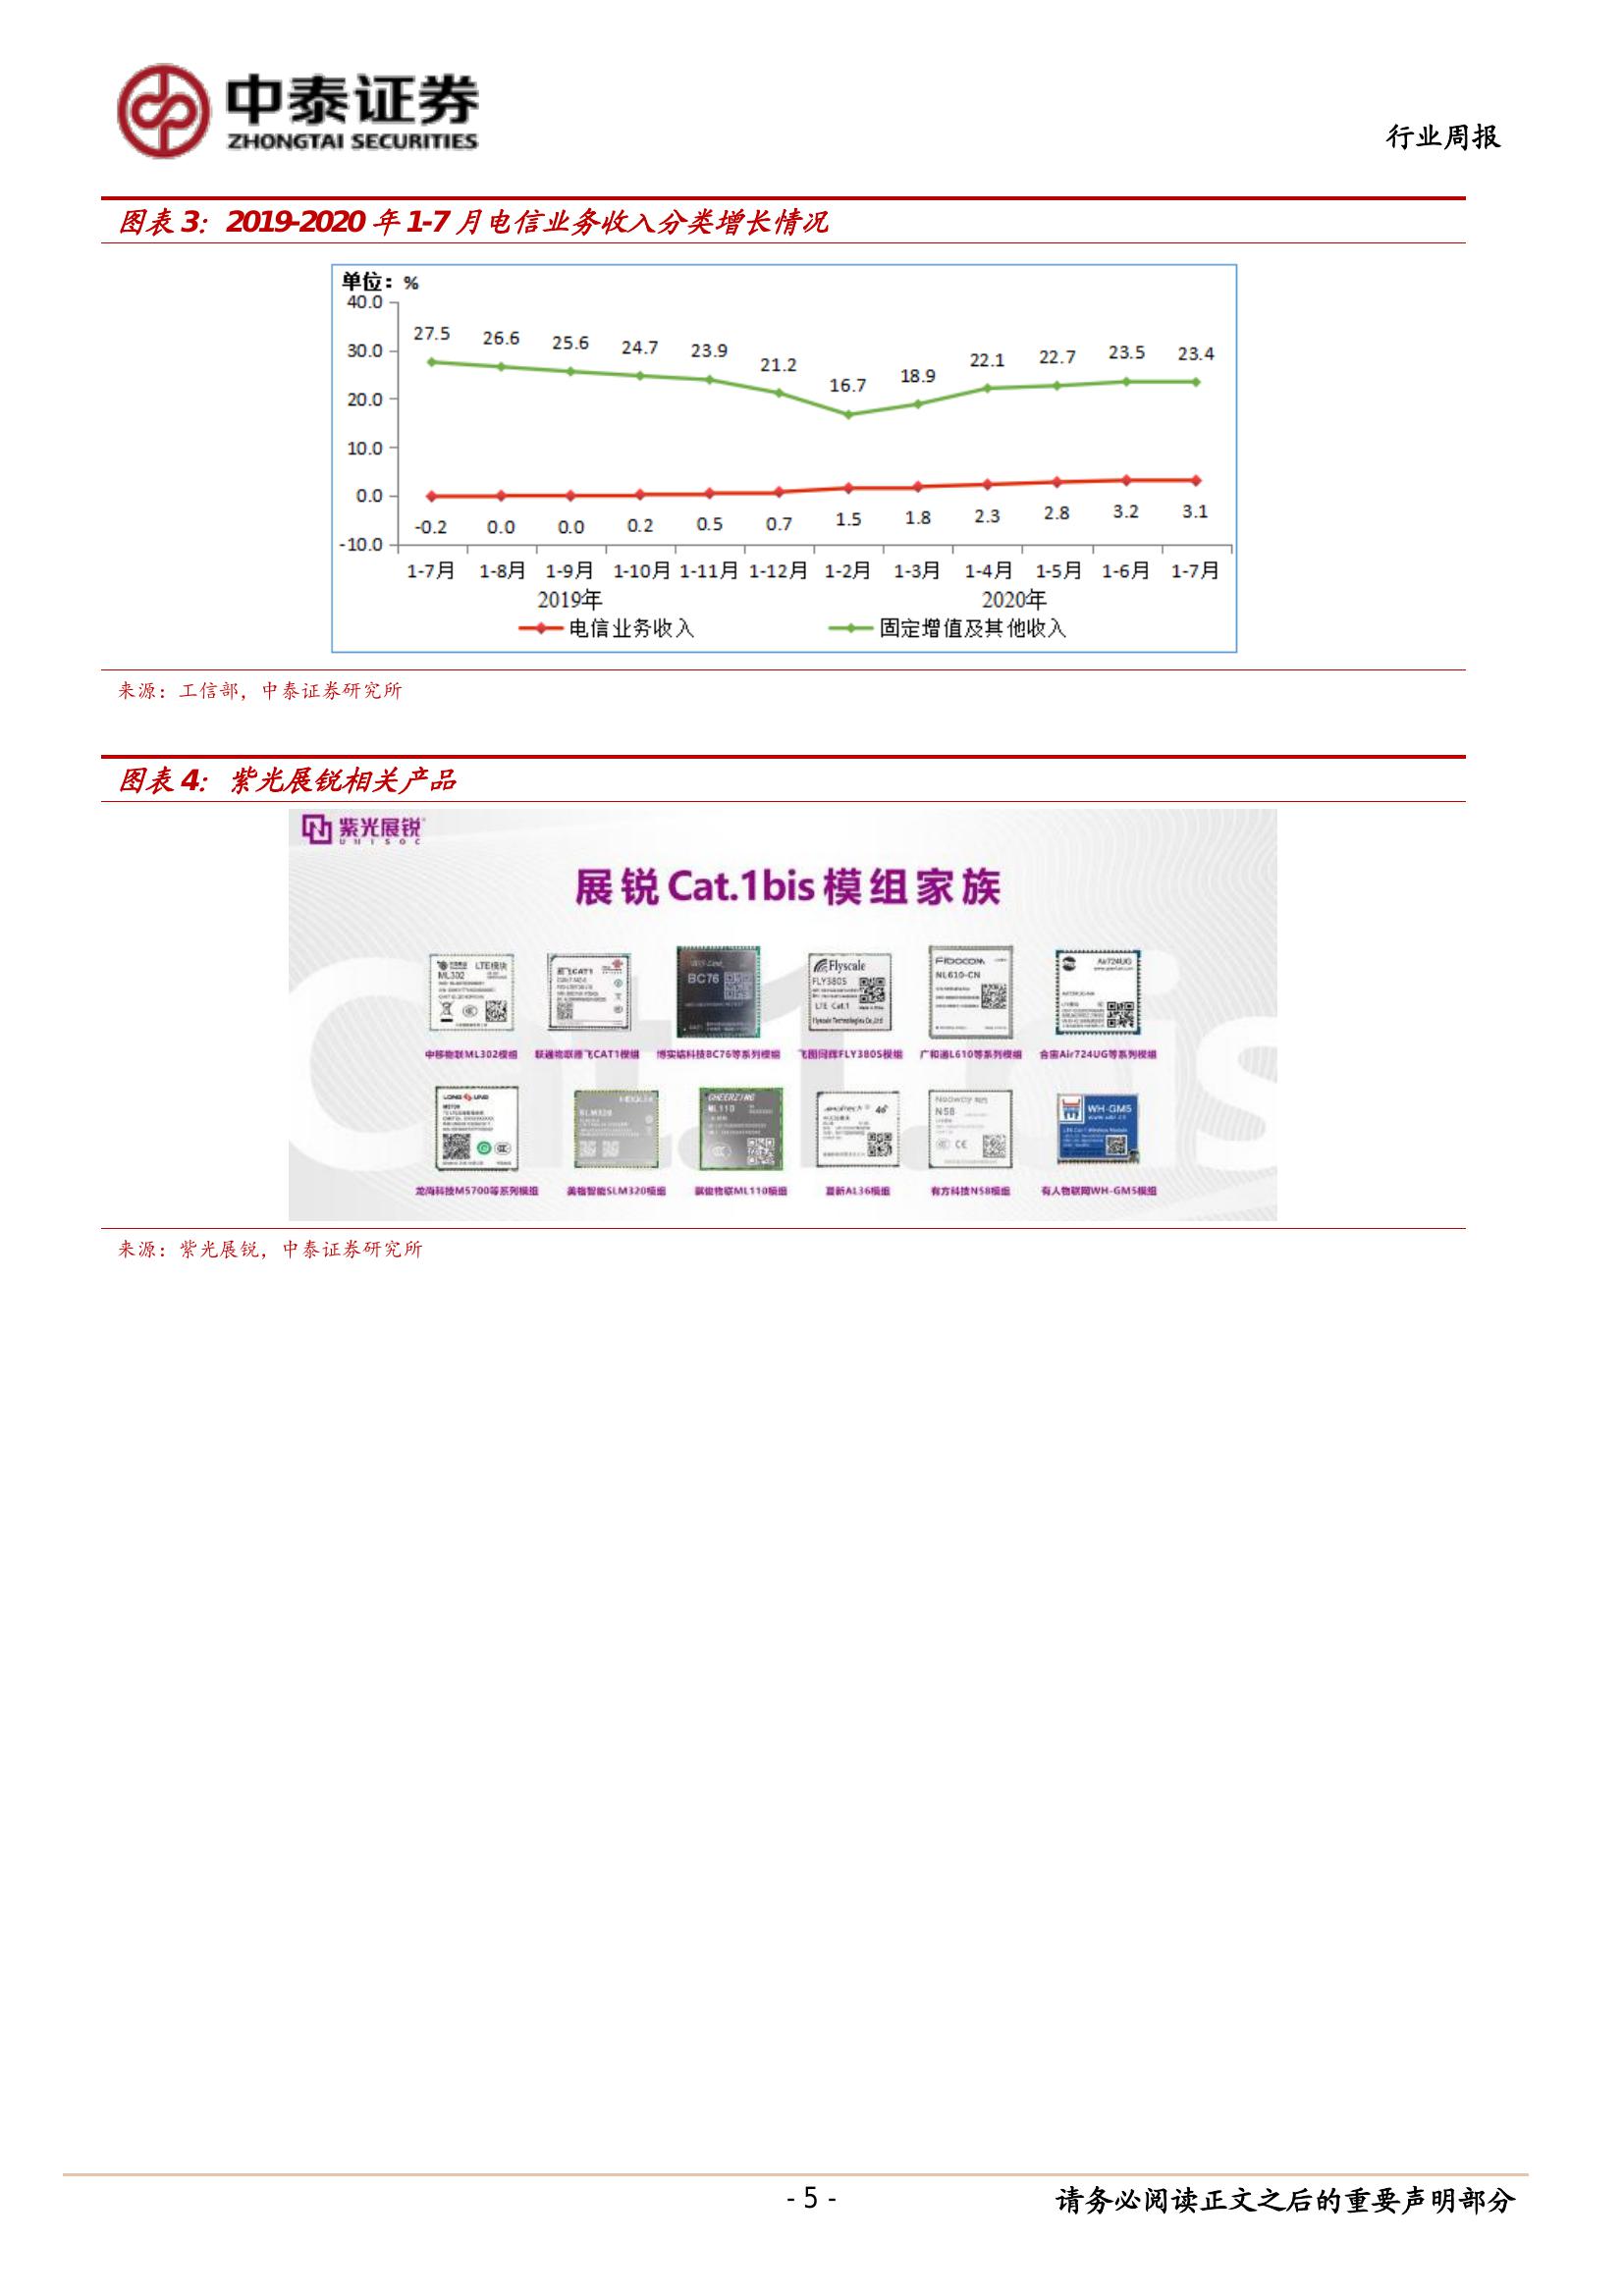 中泰证券
ZHONGTAI SECURITIES
行业周报
图表 3：2019-2020 年 1-7 月电信业务收入分类增长情况
单位：%
40.0
30.0
20.0
10.0
0.0
-10.0
27.5 26.6 25.6 24.7 23.9 21.2 16.7 18.9 22.1 22.7 23.5 23.4
-0.2 0.0 0.0 0.2 0.5 0.7 1.5 1.8 2.3 2.8 3.2 3.1
1-7月 1-8月 1-9月 1-10月 1-11月 1-12月 1-2月 1-3月 1-4月 1-5月 1-6月 1-7月
2019年 2020年
电信业务收入 固定增值及其他收入
来源：工信部，中泰证券研究所
图表 4：紫光展锐相关产品
紫光展锐
UNISOC
展锐Cat.1bis模组家族
LTE模块
ML302
BC76
Flyscale
FLY380S
LTE Cat.1
Flyscale Technologies Co.,Ltd
FIBOCOM
NL610-CN
Air724UG
中移物联ML302模组 联通物联雁飞CAT1模组 博实结科技BC76等系列模组 飞图同辉FLY380S模组 广和通L610等系列模组 合宙Air724UG等系列模组
LONG SUNG
SLM320
CHEERZING
ML110
4G
Neoway
N58
WH-GM5
龙尚科技M5700等系列模组 美格智能SLM320模组 骐俊物联ML110模组 夏新AL36模组 有方科技N58模组 有人物联网WH-GM5模组
来源：紫光展锐，中泰证券研究所
- 5 -
请务必阅读正文之后的重要声明部分